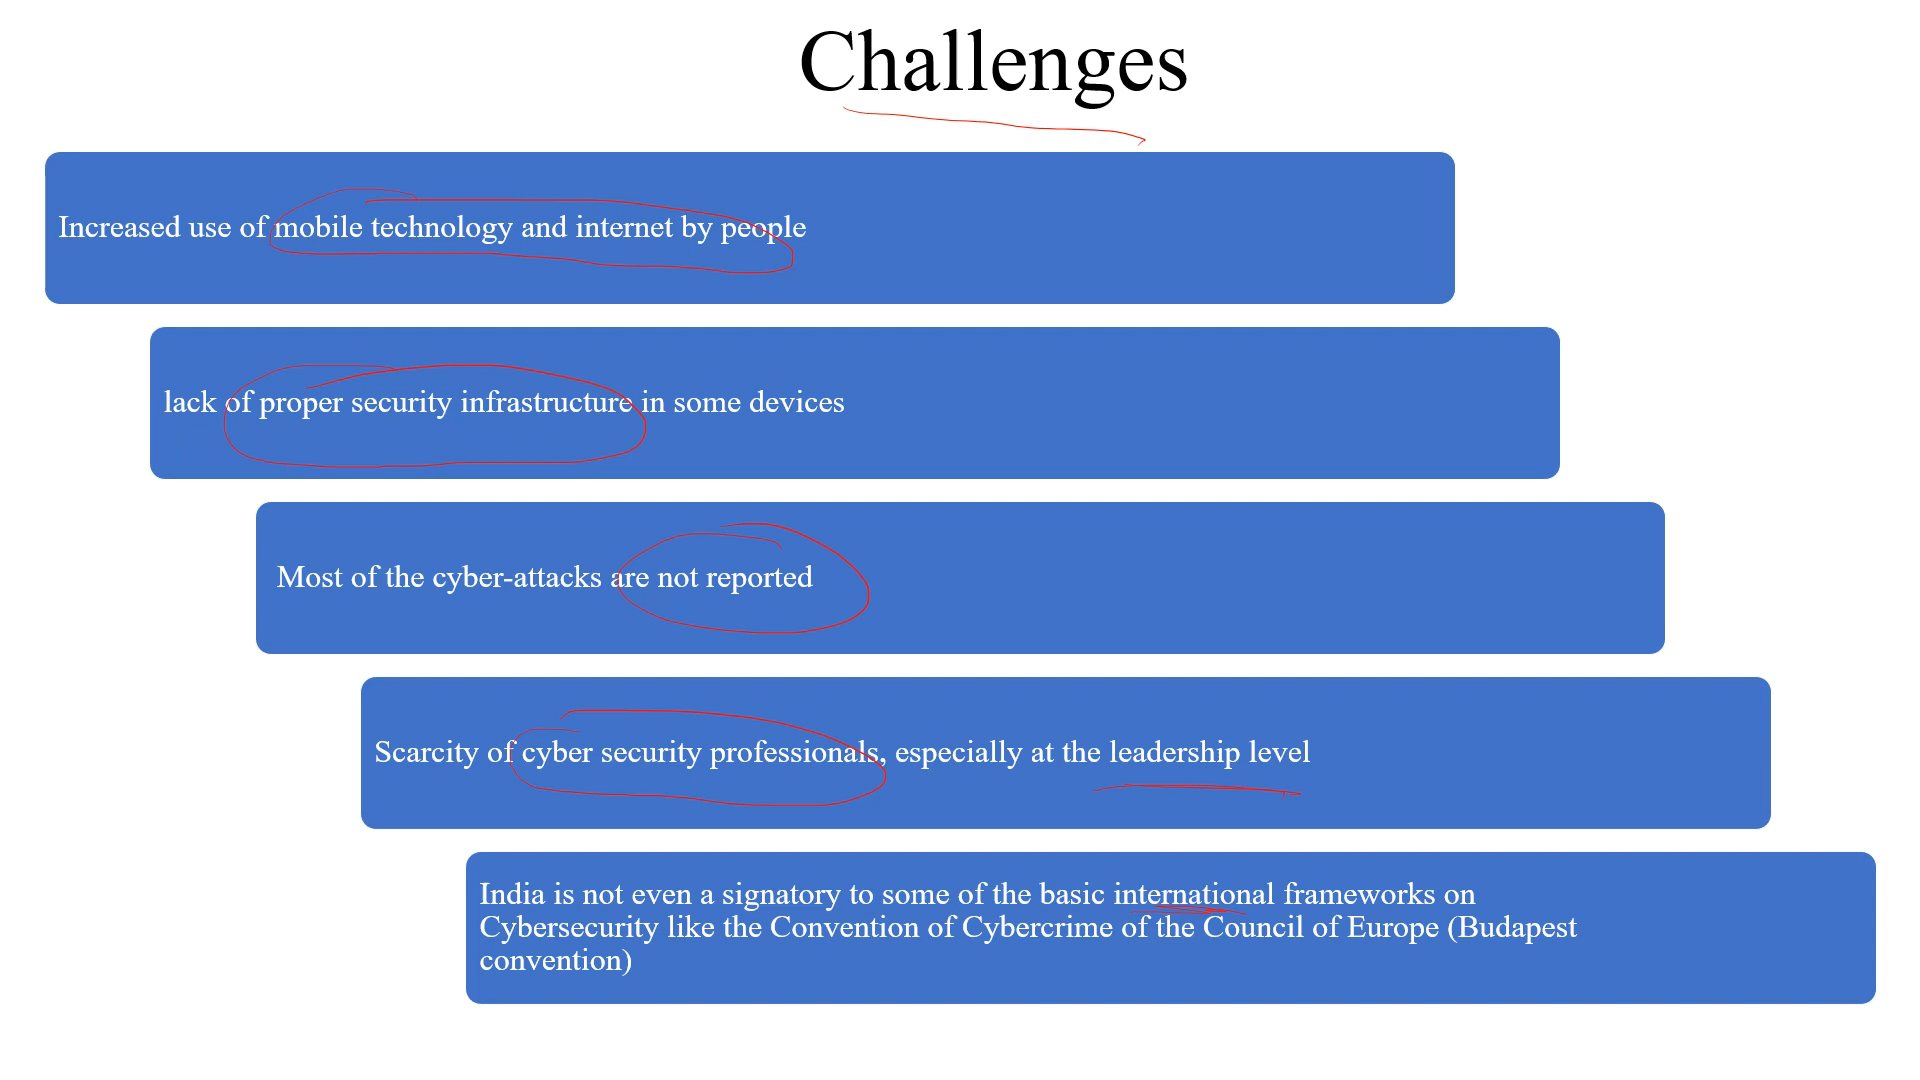 Challenges
Increased use of mobile technology and internet by people
lack of proper security infrastructure in some devices
Most of the cyber-attacks are not reported
Scarcity of cyber security professionals, especially at the leadership level
India is not even a signatory to some of the basic international frameworks on
Cybersecurity like the Convention of Cybercrime of the Council of Europe (Budapest
convention)